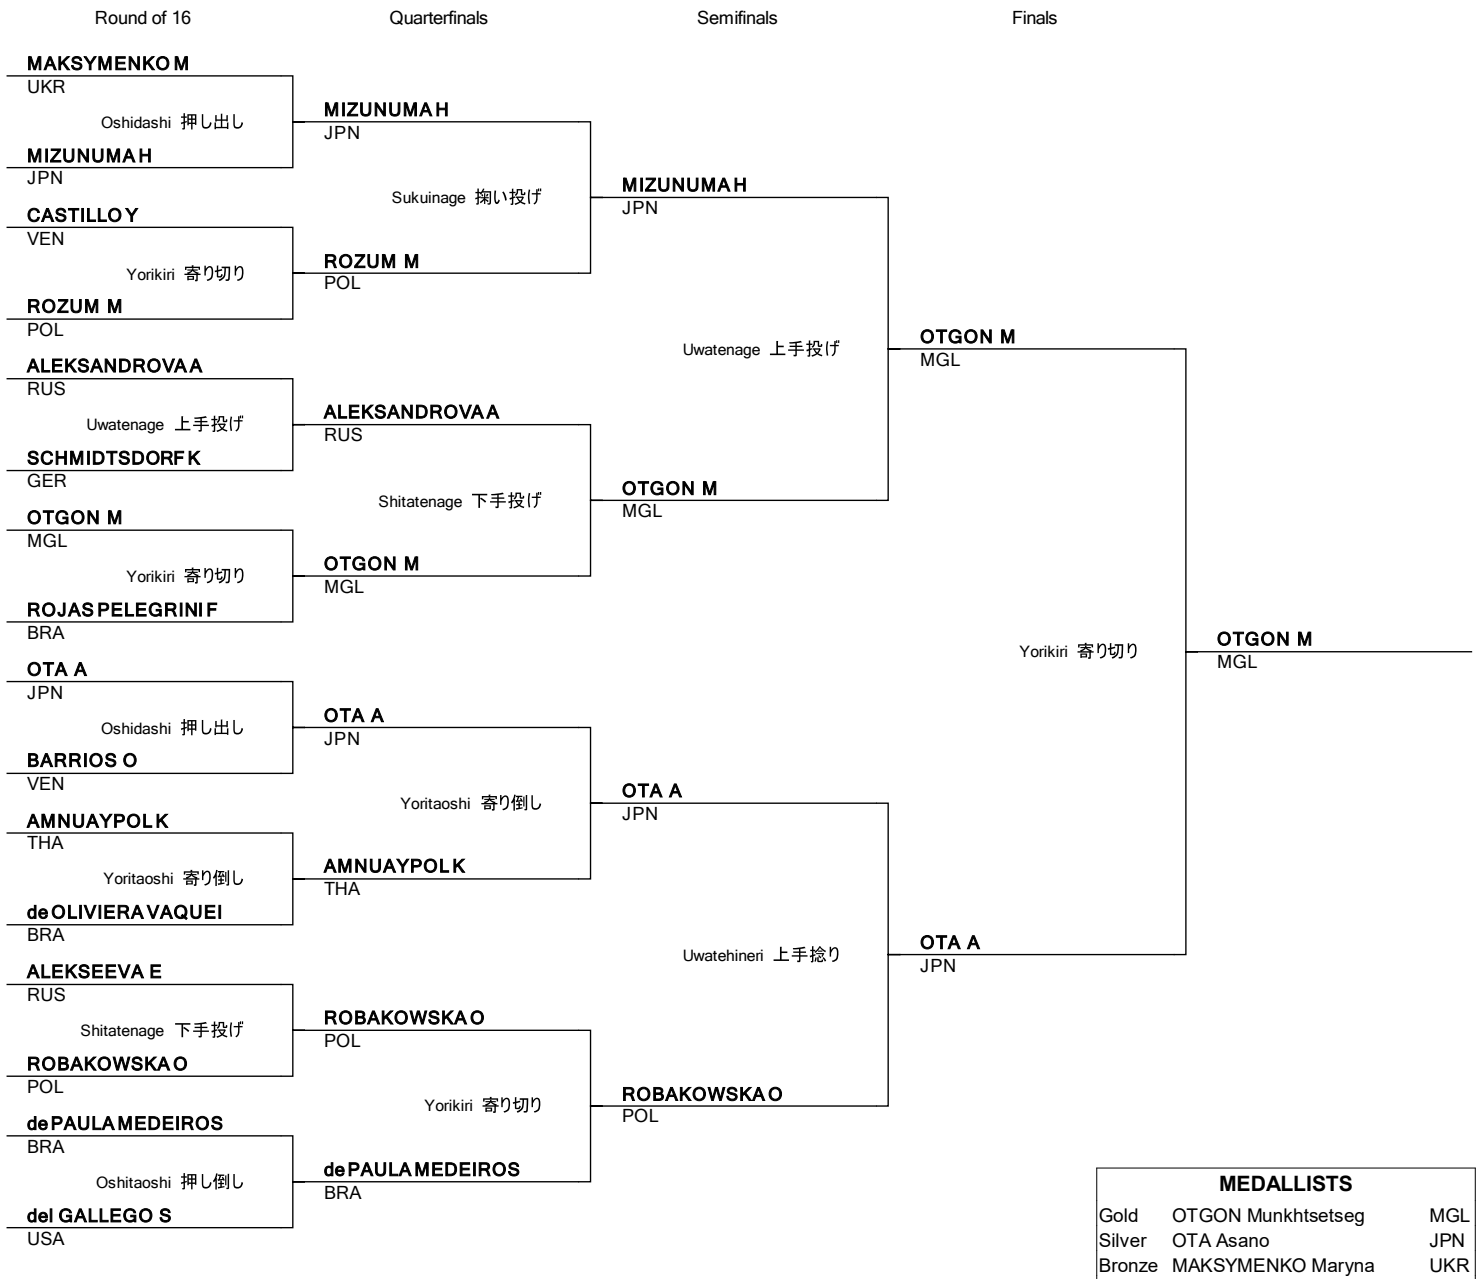 Round of 16 Quarterfinals Semifinals Finals
MAKSYMENKO M
UKR
Oshidashi 押し出し
MIZUNUMA H
JPN
MIZUNUMA H
JPN
Sukuinage 掬い投げ
MIZUNUMA H
JPN
CASTILLO Y
VEN
Yorikiri 寄り切り
ROZUM M
POL
ROZUM M
POL
Uwatenage 上手投げ
OTGON M
MGL
ALEKSANDROVA A
RUS
Uwatenage 上手投げ
ALEKSANDROVA A
RUS
SCHMIDTSDORF K
GER
Shitatenage 下手投げ
OTGON M
MGL
OTGON M
MGL
Yorikiri 寄り切り
OTGON M
MGL
ROJAS PELEGRINI F
BRA
Yorikiri 寄り切り
OTGON M
MGL
OTA A
JPN
Oshidashi 押し出し
OTA A
JPN
BARRIOS O
VEN
Yoritaoshi 寄り倒し
OTA A
JPN
AMNUAYPOL K
THA
Yoritaoshi 寄り倒し
AMNUAYPOL K
THA
de OLIVIERA VAQUEI
BRA
Uwatehineri 上手捻り
OTA A
JPN
ALEKSEEVA E
RUS
Shitatenage 下手投げ
ROBAKOWSKA O
POL
ROBAKOWSKA O
POL
Yorikiri 寄り切り
ROBAKOWSKA O
POL
de PAULA MEDEIROS
BRA
Oshitaoshi 押し倒し
de PAULA MEDEIROS
BRA
del GALLEGO S
USA
MEDALLISTS
Gold OTGON Munkhtsetseg MGL
Silver OTA Asano JPN
Bronze MAKSYMENKO Maryna UKR